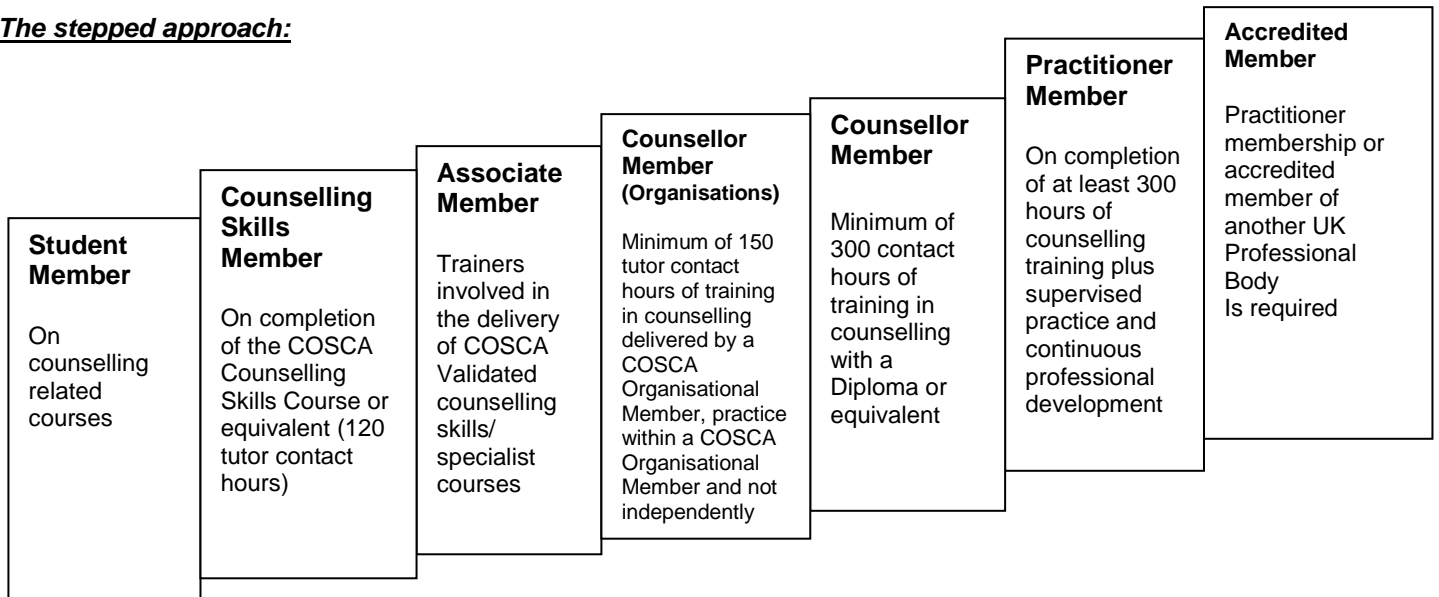 The stepped approach:
Student
Member
On
counselling
related
courses
Counselling
Skills
Member
On completion
of the COSCA
Counselling
Skills Course or
equivalent (120
tutor contact
hours)
Associate
Member
Trainers
involved in
the delivery
of COSCA
Validated
counselling
skills/
specialist
courses
Counsellor
Member
(Organisations)
Minimum of 150
tutor contact
hours of training
in counselling
delivered by a
COSCA
Organisational
Member, practice
within a COSCA
Organisational
Member and not
independently
Counsellor
Member
Minimum of
300 contact
hours of
training in
counselling
with a
Diploma or
equivalent
Practitioner
Member
On completion
of at least 300
hours of
counselling
training plus
supervised
practice and
continuous
professional
development
Accredited
Member
Practitioner
membership or
accredited
member of
another UK
Professional
Body
Is required